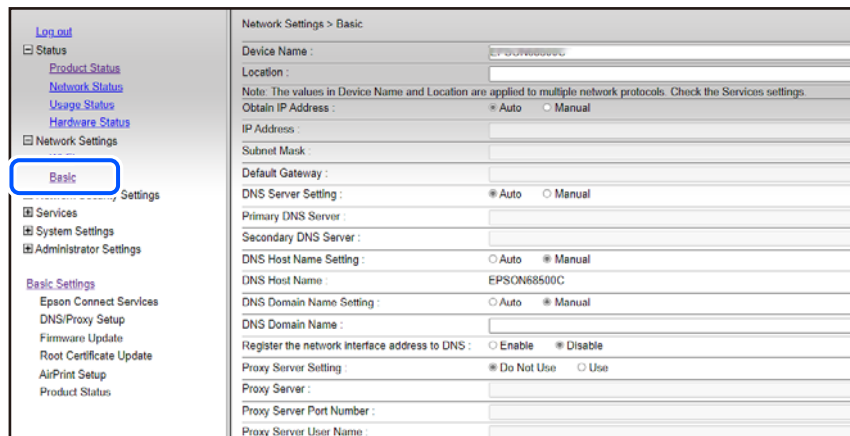 Log out
Status
Product Status
Network Status
Usage Status
Hardware Status
Network Settings
Basic
Security Settings
Services
System Settings
Administrator Settings
Basic Settings
Epson Connect Services
DNS/Proxy Setup
Firmware Update
Root Certificate Update
AirPrint Setup
Product Status
Network Settings > Basic
Device Name :
Location :
Note: The values in Device Name and Location are applied to multiple network protocols. Check the Services settings.
Obtain IP Address : Auto Manual
IP Address :
Subnet Mask :
Default Gateway :
DNS Server Setting : Auto Manual
Primary DNS Server :
Secondary DNS Server :
DNS Host Name Setting : Auto Manual
DNS Host Name : EPSON68500C
DNS Domain Name Setting : Auto Manual
DNS Domain Name :
Register the network interface address to DNS : Enable Disable
Proxy Server Setting : Do Not Use Use
Proxy Server :
Proxy Server Port Number :
Proxy Server User Name :